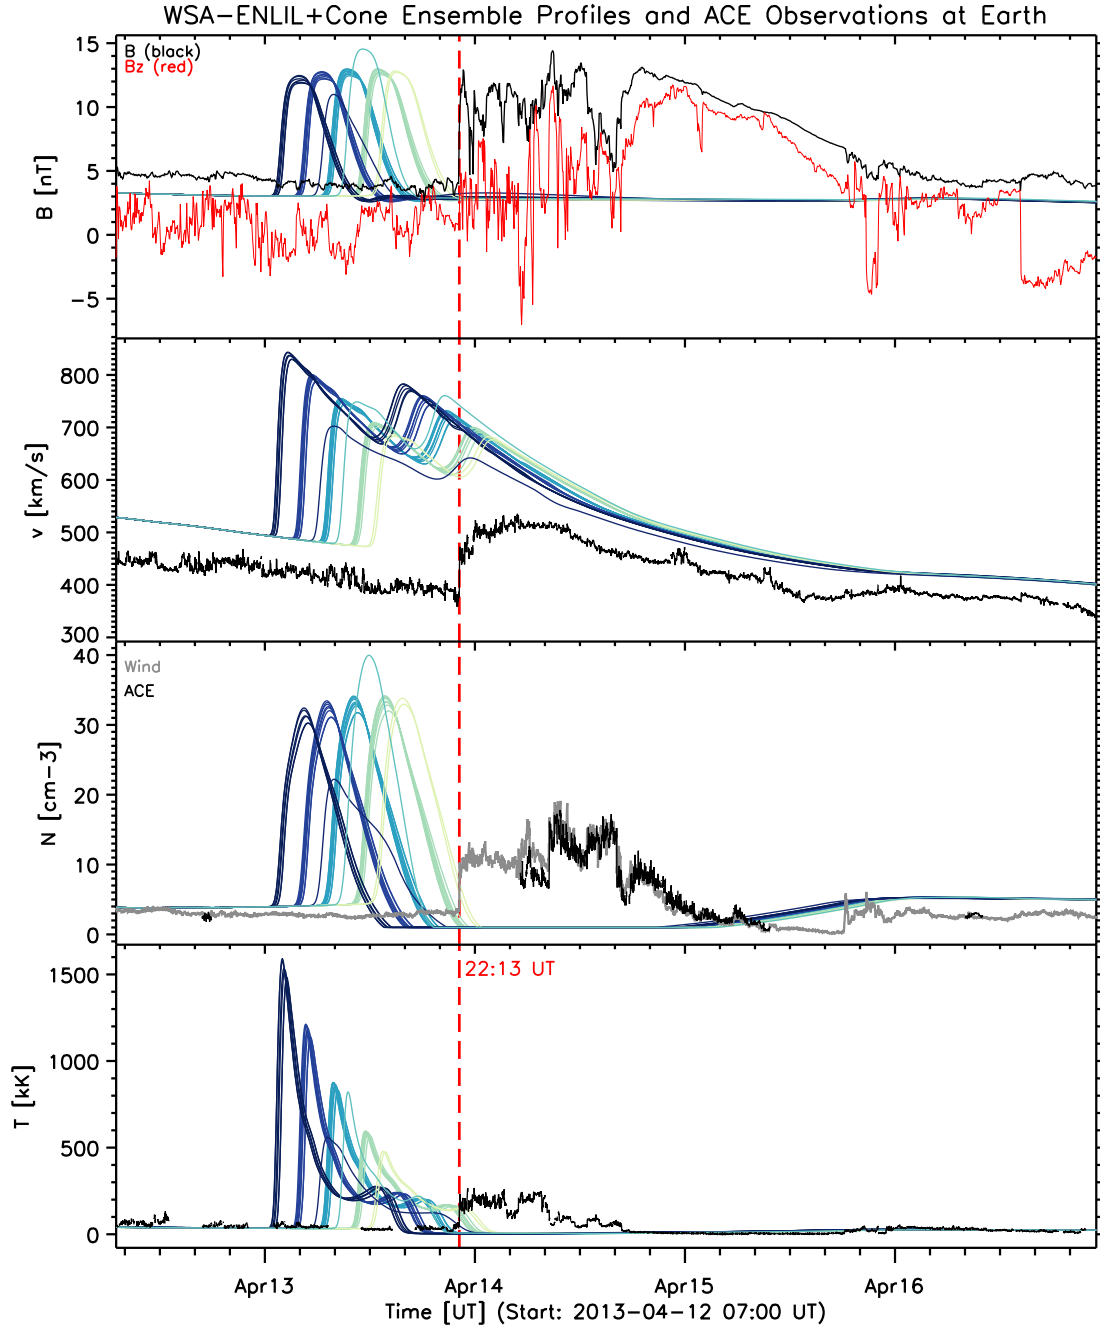 WSA-ENLIL+Cone Ensemble Profiles and ACE Observations at Earth
B (black)
Bz (red)
15
10
5
0
-5
B [nT]
800
700
600
500
400
300
v [km/s]
Wind
ACE
40
30
20
10
0
N [cm-3]
22:13 UT
1500
1000
500
0
T [kK]
Apr13 Apr14 Apr15 Apr16
Time [UT] (Start: 2013-04-12 07:00 UT)